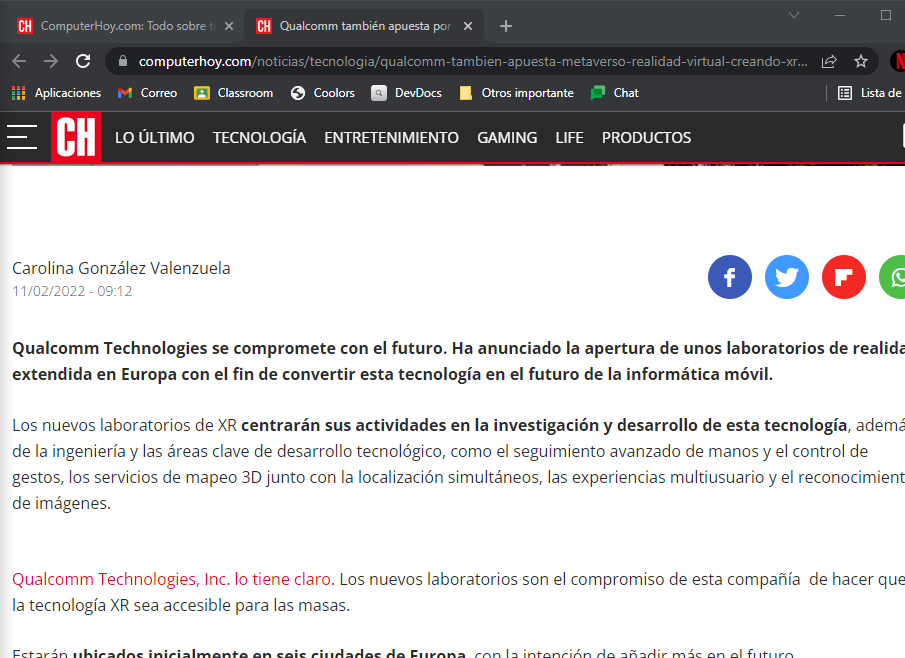 CH ComputerHoy.com: Todo sobre
CH Qualcomm también apuesta por
computerhoy.com/noticias/tecnologia/qualcomm-tambien-apuesta-metaverso-realidad-virtual-creando-xr...
Aplicaciones Correo Classroom Coolors DevDocs Otros importante Chat Lista de
CH LO ÚLTIMO TECNOLOGÍA ENTRETENIMIENTO GAMING LIFE PRODUCTOS
Carolina González Valenzuela
11/02/2022 - 09:12
Qualcomm Technologies se compromete con el futuro. Ha anunciado la apertura de unos laboratorios de realida
extendida en Europa con el fin de convertir esta tecnología en el futuro de la informática móvil.
Los nuevos laboratorios de XR centrarán sus actividades en la investigación y desarrollo de esta tecnología, ademá
de la ingeniería y las áreas clave de desarrollo tecnológico, como el seguimiento avanzado de manos y el control de
gestos, los servicios de mapeo 3D junto con la localización simultáneos, las experiencias multiusuario y el reconocimient
de imágenes.
Qualcomm Technologies, Inc. lo tiene claro. Los nuevos laboratorios son el compromiso de esta compañía de hacer que
la tecnología XR sea accesible para las masas.
Estarán ubicados inicialmente en seis ciudades de Europa, con la intención de añadir más en el futuro